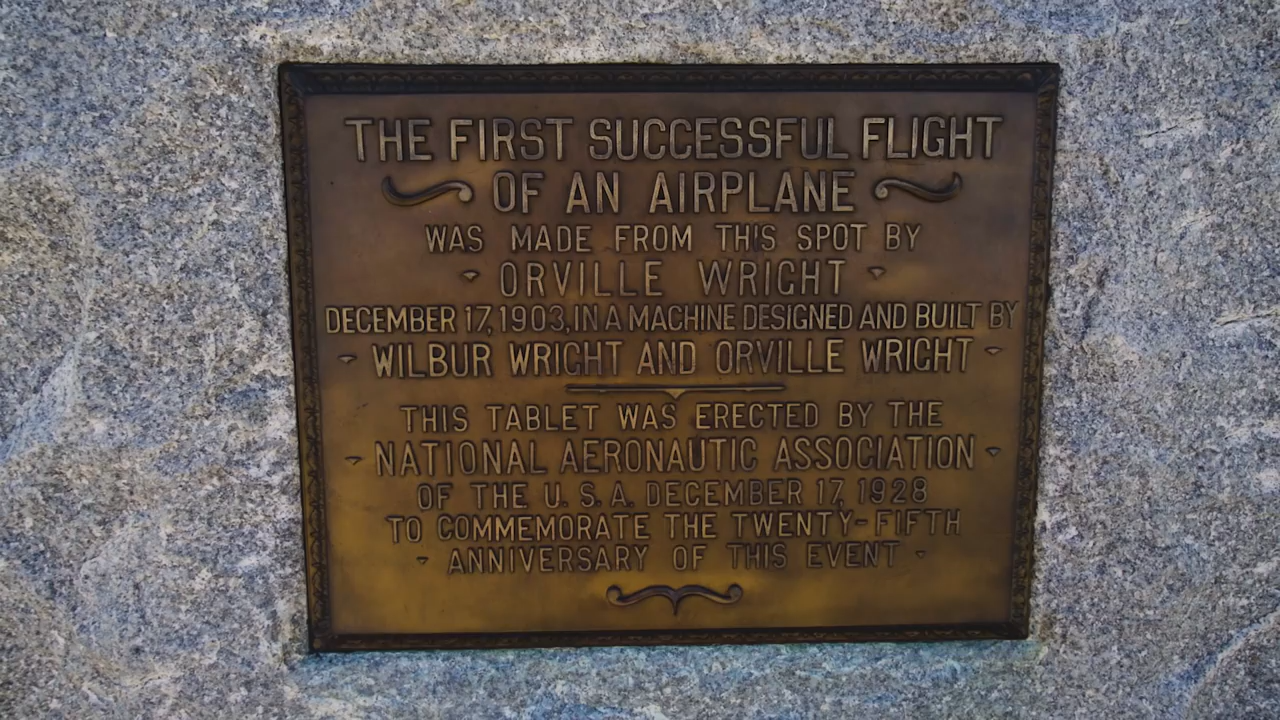 THE FIRST SUCCESSFUL FLIGHT
OF AN AIRPLANE
WAS MADE FROM THIS SPOT BY
ORVILLE WRIGHT
DECEMBER 17, 1903, IN A MACHINE DESIGNED AND BUILT BY
WILBUR WRIGHT AND ORVILLE WRIGHT
THIS TABLET WAS ERECTED BY THE
NATIONAL AERONAUTIC ASSOCIATION
OF THE U. S. A. DECEMBER 17, 1928
TO COMMEMORATE THE TWENTY-FIFTH
ANNIVERSARY OF THIS EVENT